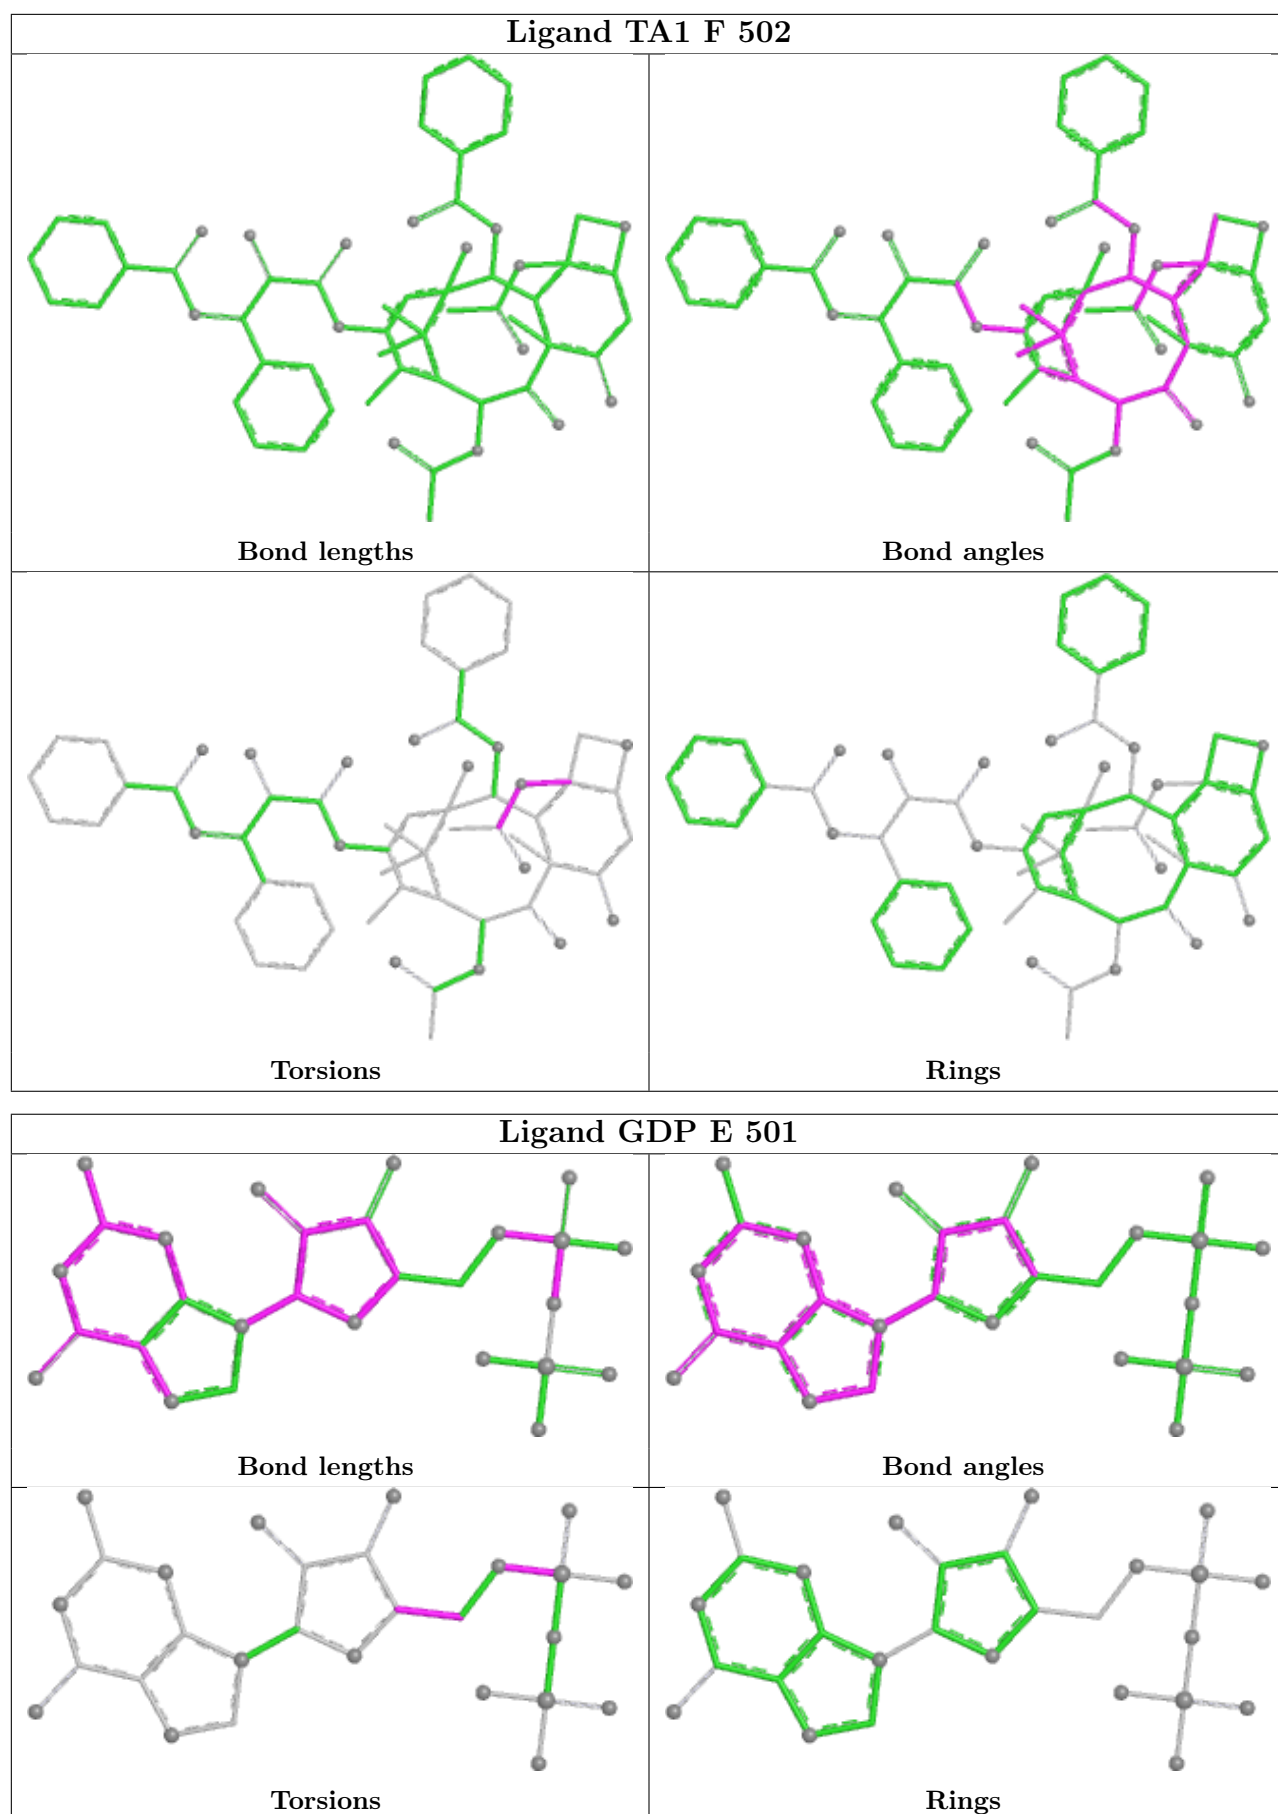 Ligand TA1 F 502
Bond lengths
Bond angles
Torsions
Rings
Ligand GDP E 501
Bond lengths
Bond angles
Torsions
Rings